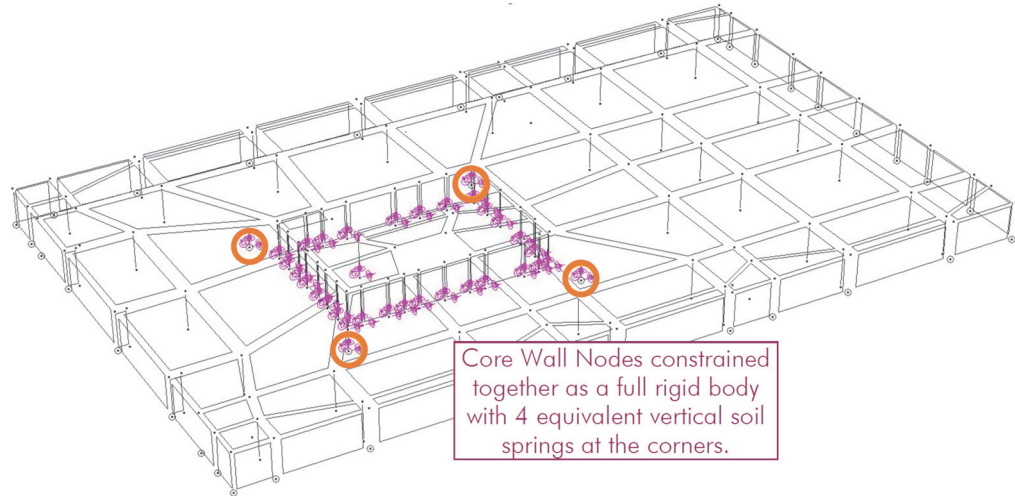 Core Wall Nodes constrained
together as a full rigid body
with 4 equivalent vertical soil
springs at the corners.